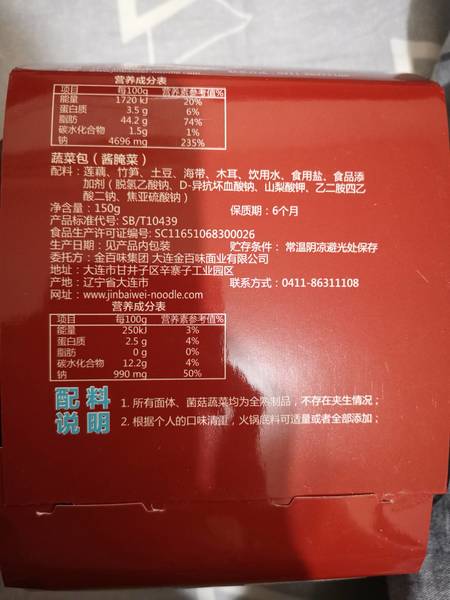 营养成分表
项目 每100g 营养素参考值%
能量 1720 kJ 20%
蛋白质 3.5 g 6%
脂肪 44.2 g 74%
碳水化合物 1.5g 1%
钠 4696 mg 235%
蔬菜包（酱腌菜）
配料：莲藕、竹笋、土豆、海带、木耳、饮用水、食用盐、食品添
加剂（脱氢乙酸钠、D-异抗坏血酸钠、山梨酸钾、乙二胺四乙
酸二钠、焦亚硫酸钠）
净含量：150g 保质期：6个月
产品标准代号: SB/T10439
食品生产许可证编号: SC11651068300026
生产日期：见产品内包装 贮存条件： 常温阴凉避光处保存
委托方：金百味集团 大连金百味面业有限公司
地址：大连市甘井子区辛寨子工业园区
产地：辽宁省大连市 联系方式：0411-86311108
网址：www.jinbaiwei-noodle.com
营养成分表
项目 每100g 营养素参考值%
能量 250kJ 3%
蛋白质 2.5 g 4%
脂肪 0 g 0%
碳水化合物 12.2g 4%
钠 990 mg 50%
配料说明
1. 所有面体、菌菇蔬菜均为全熟制品，不存在夹生情况；
2. 根据个人的口味清重，火锅底料可适量或者全部添加；